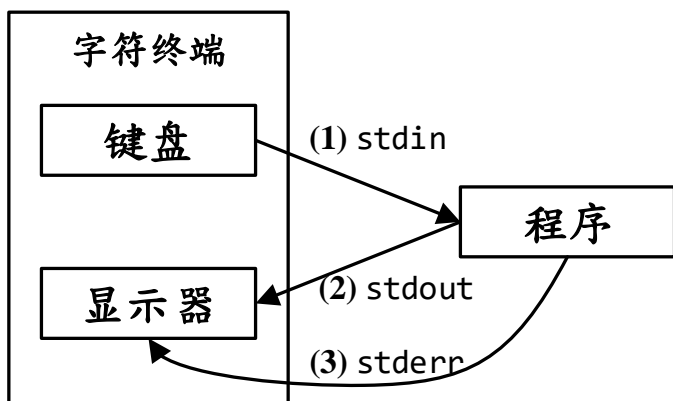 字符终端
键盘
(1) stdin
程序
显示器
(2) stdout
(3) stderr